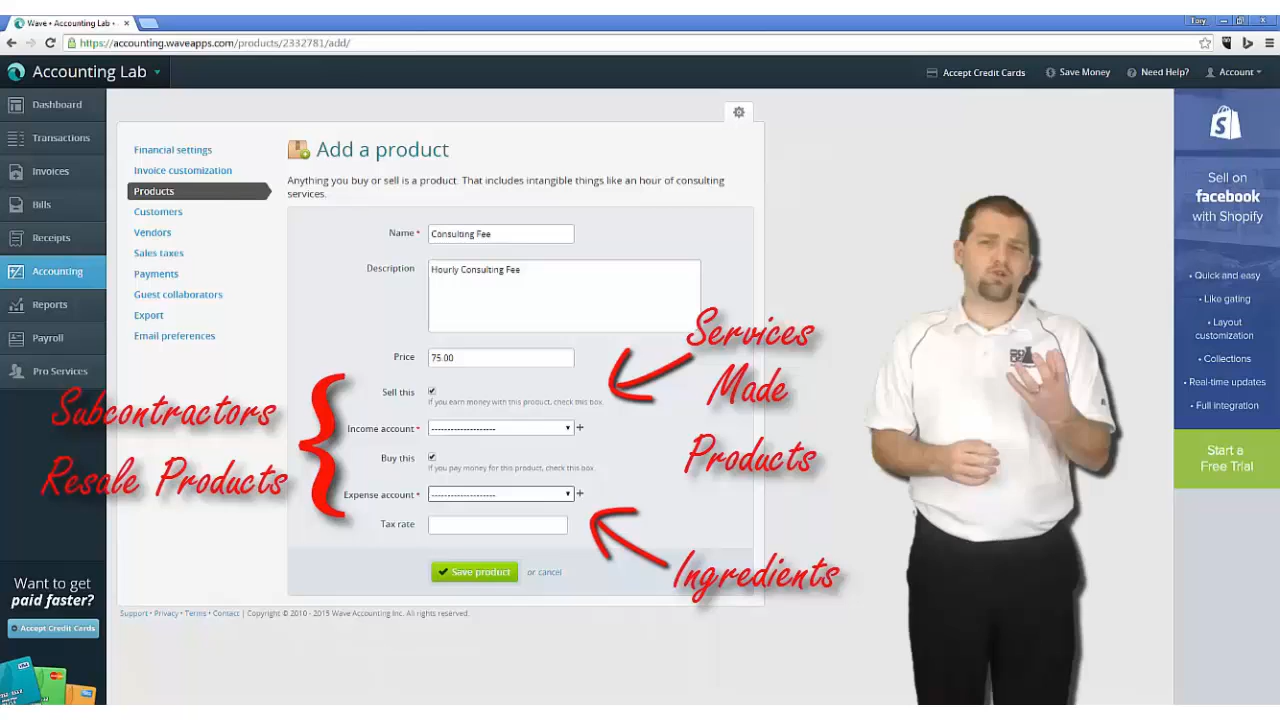 Wave • Accounting Lab •
Tory
https://accounting.waveapps.com/products/2332781/add/
Accounting Lab
Accept Credit Cards
Save Money
Need Help?
Account
Dashboard
Transactions
Invoices
Bills
Receipts
Accounting
Reports
Payroll
Pro Services
Want to get
paid faster?
Accept Credit Cards
Financial settings
Invoice customization
Products
Customers
Vendors
Sales taxes
Payments
Guest collaborators
Export
Email preferences
Add a product
Anything you buy or sell is a product. That includes intangible things like an hour of consulting
services.
Name *
Consulting Fee
Description
Hourly Consulting Fee
Price
75.00
Sell this
If you earn money with this product, check this box.
Income account *
--------------------
Buy this
If you pay money for this product, check this box.
Expense account *
--------------------
Tax rate
Save product
or cancel
Support • Privacy • Terms • Contact | Copyright © 2010 - 2015 Wave Accounting Inc. All rights reserved.
Subcontractors
Resale Products
Services
Made
Products
Ingredients
Sell on
facebook
with Shopify
• Quick and easy
• Like gating
• Layout
customization
• Collections
• Real-time updates
• Full integration
Start a
Free Trial